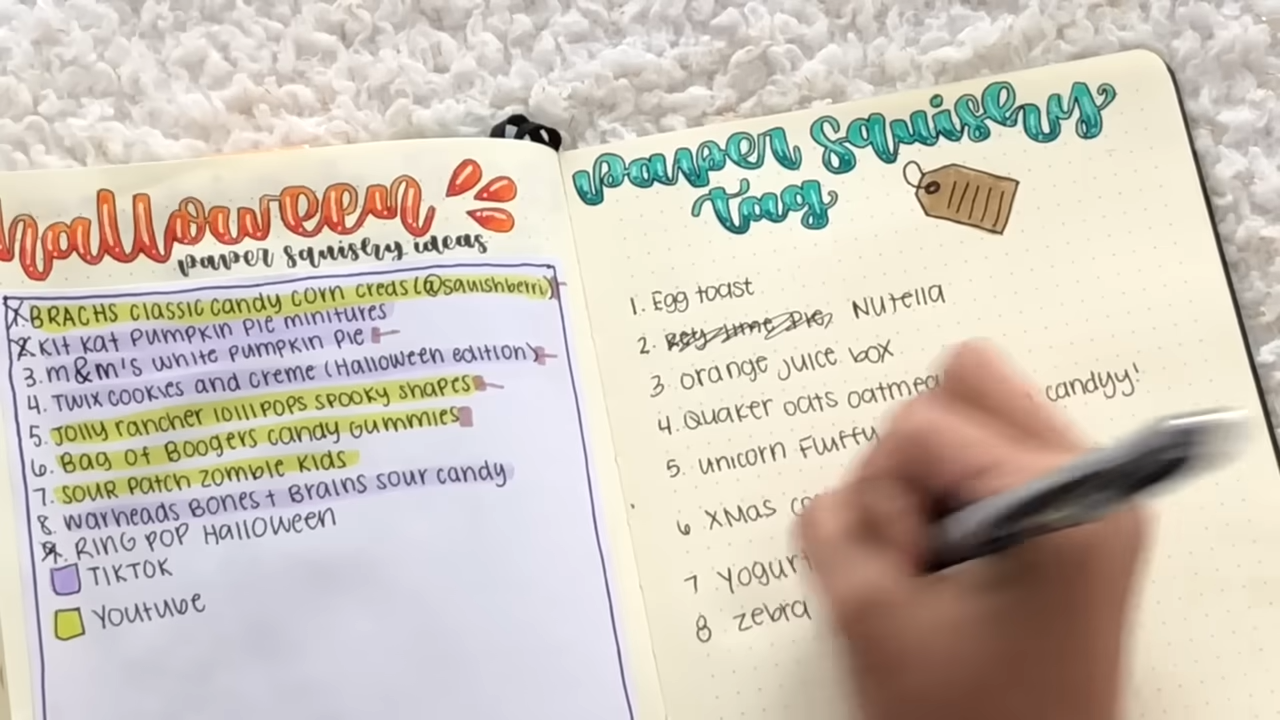 halloween
paper squishy ideas
1. BRACHS classic candy corn creds (@squishberri)
2. Kit Kat Pumpkin Pie minitures
3. m&m's white pumpkin Pie
4. TWIX COOKIES and creme (Halloween edition)
5. Jolly rancher lollipops spooky shapes
6. Bag of Boogers candy Gummies
7. SOUR Patch Zombie Kids
8. warheads Bones + Brains sour candy
9. RING POP Halloween
TIKTOK
Youtube
paper squishy
tag
1. Egg toast
2. Nutella
3. orange juice box
4. Quaker oats
5. unicorn Fluffy candyy!
6 XMas
7 Yogurt
8 zebra